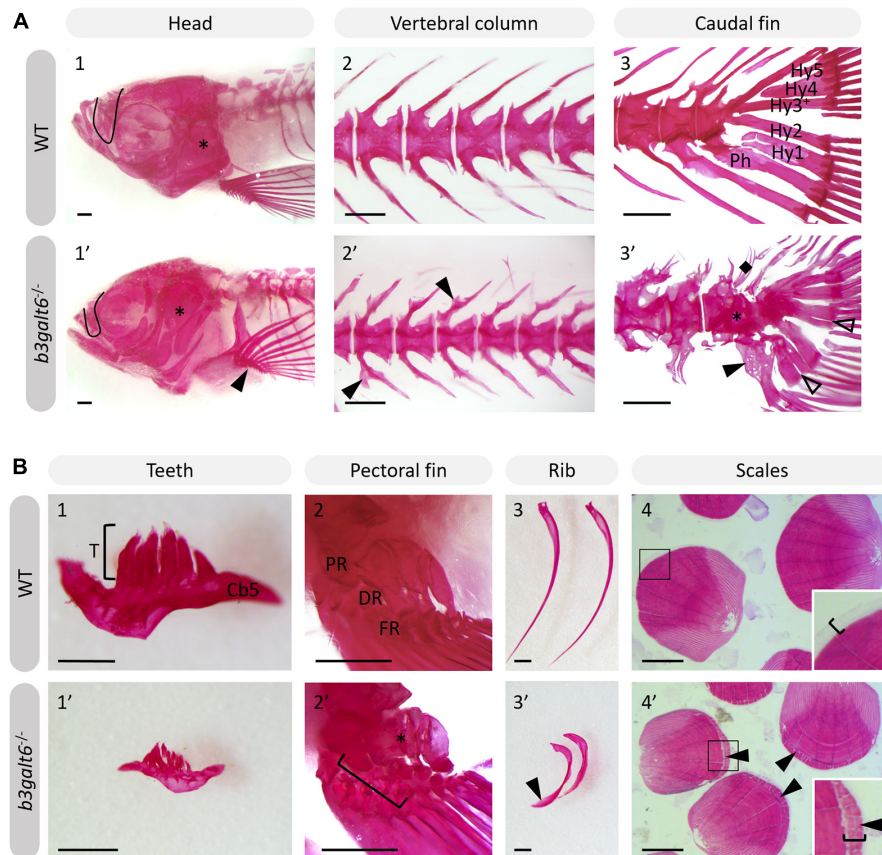 A
Head
Vertebral column
Caudal fin
WT
1
*
2
3
Hy5
Hy4
Hy3+
Hy2
Hy1
Ph
b3galt6-/-
1’
*
2’
3’
*
B
Teeth
Pectoral fin
Rib
Scales
WT
1
T
Cb5
2
PR
DR
FR
3
4
b3galt6-/-
1’
2’
*
3’
4’